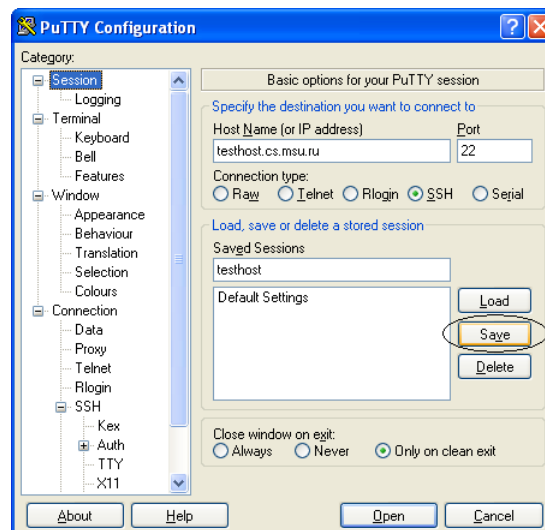 PuTTY Configuration
Category:
Session
Logging
Terminal
Keyboard
Bell
Features
Window
Appearance
Behaviour
Translation
Selection
Colours
Connection
Data
Proxy
Telnet
Rlogin
SSH
Kex
Auth
TTY
X11
Basic options for your PuTTY session
Specify the destination you want to connect to
Host Name (or IP address) Port
testhost.cs.msu.ru 22
Connection type:
Raw Telnet Rlogin SSH Serial
Load, save or delete a stored session
Saved Sessions
testhost
Default Settings
Load
Save
Delete
Close window on exit:
Always Never Only on clean exit
About Help Open Cancel